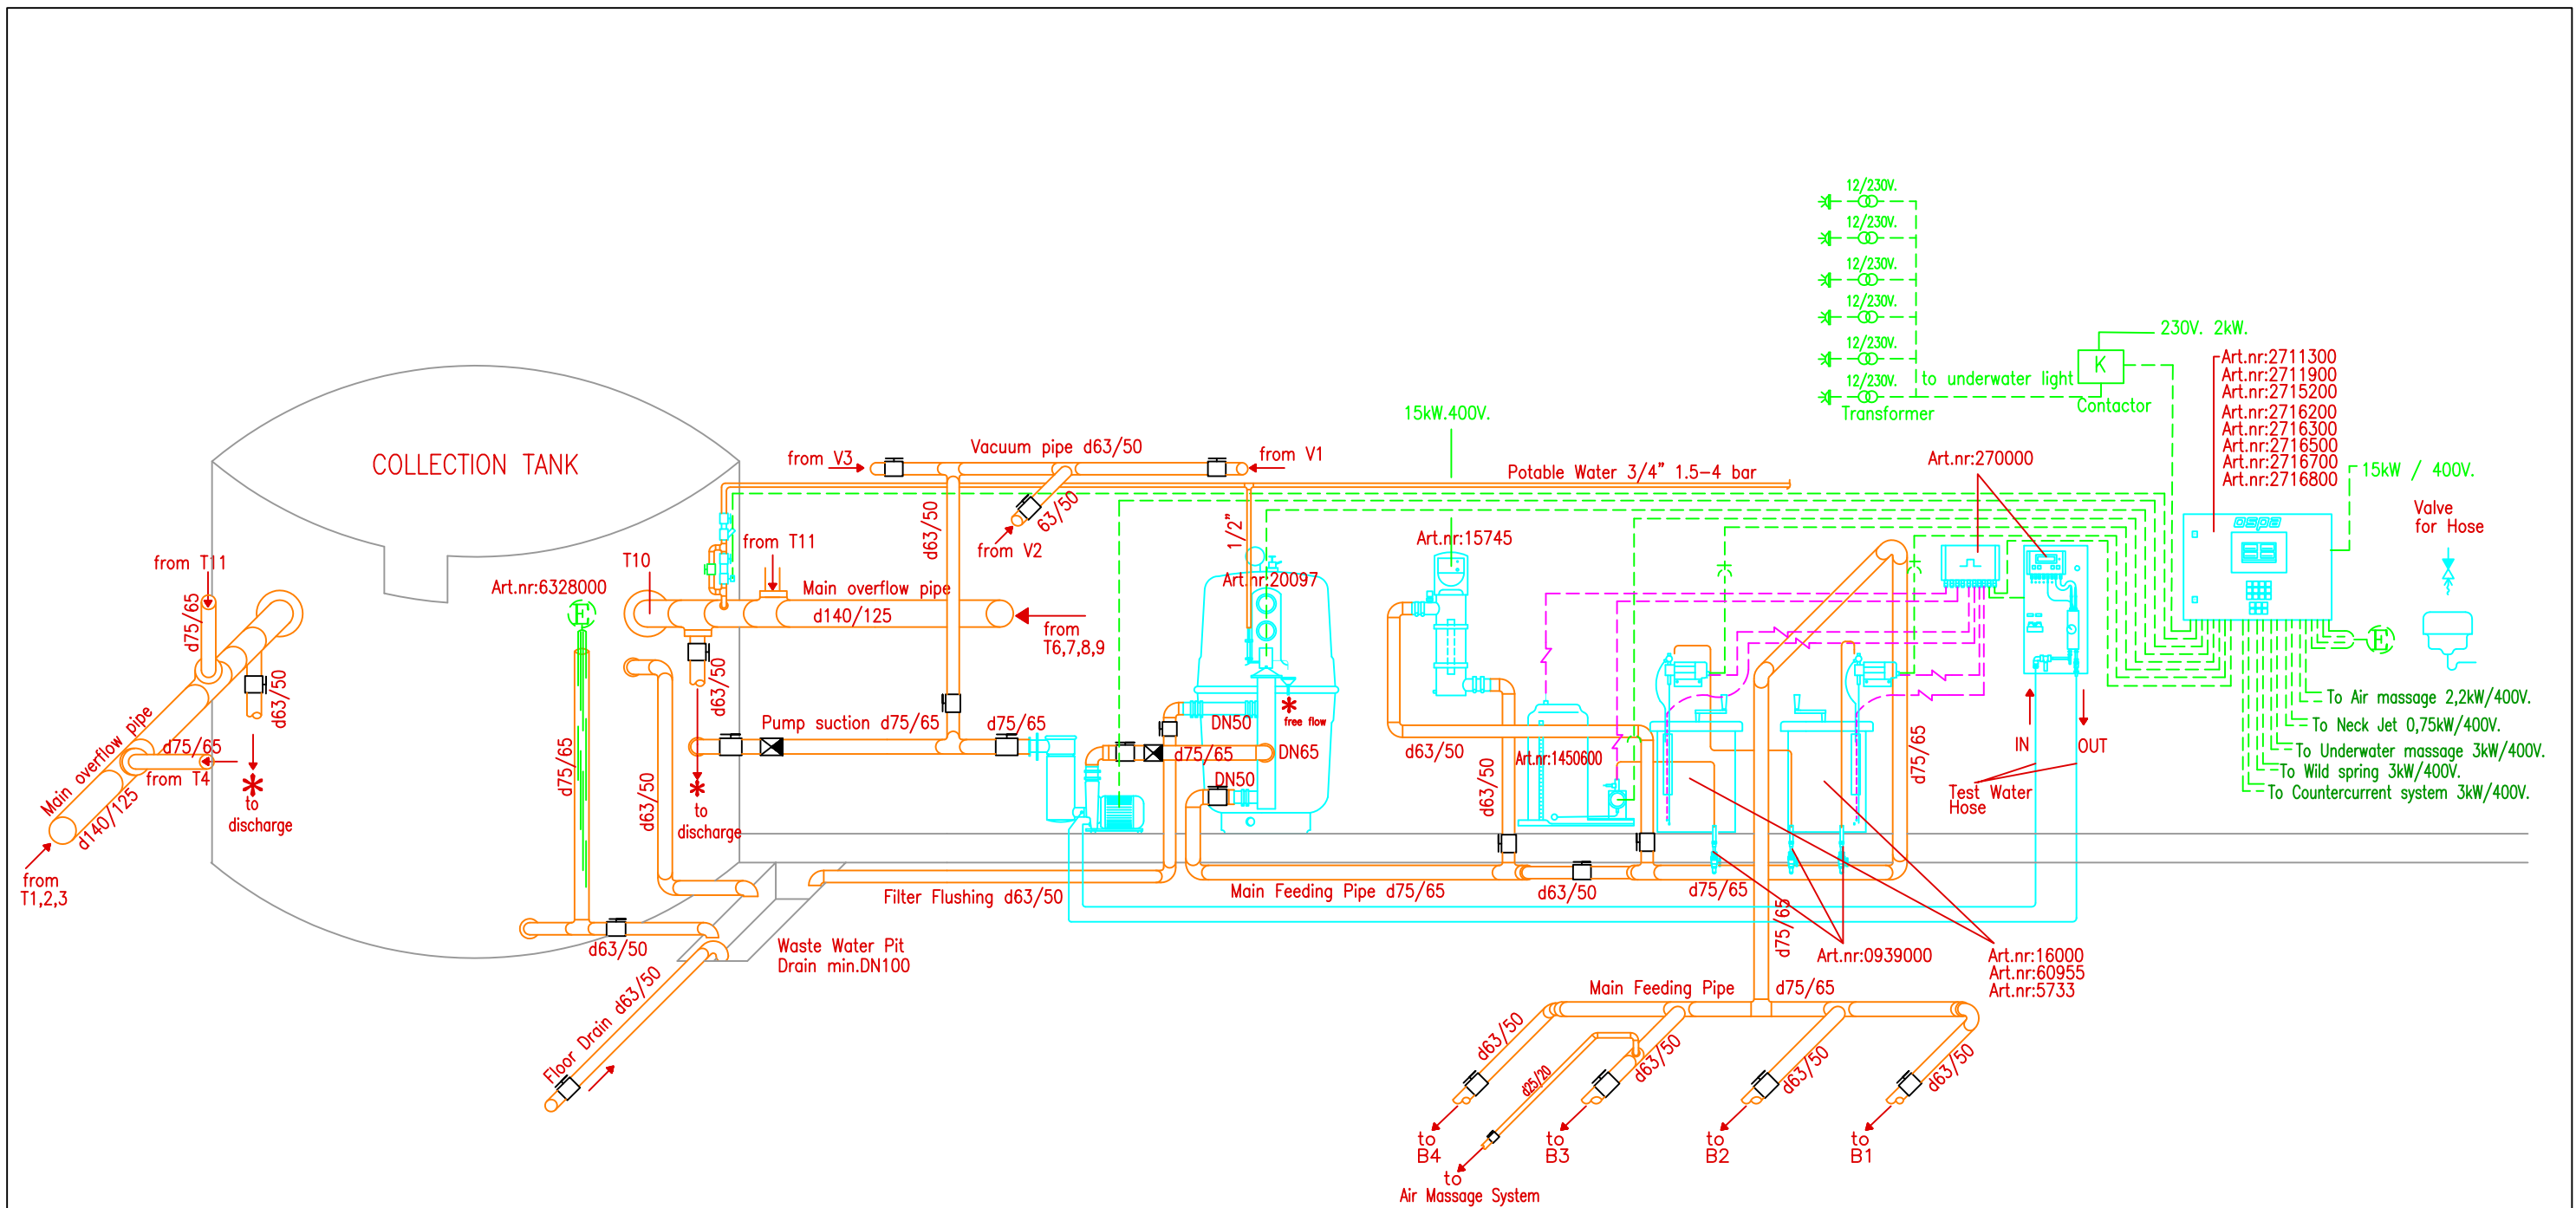 12/230V.
12/230V.
12/230V.
12/230V.
12/230V.
12/230V.
to underwater light
Transformer
230V. 2kW.
K
Contactor
Art.nr:2711300
Art.nr:2711900
Art.nr:2715200
Art.nr:2716200
Art.nr:2716300
Art.nr:2716500
Art.nr:2716700
Art.nr:2716800
15kW / 400V.
Valve
for Hose
ospa
15kW.400V.
COLLECTION TANK
from V3
Vacuum pipe d63/50
from V1
Potable Water 3/4" 1.5-4 bar
Art.nr:270000
d63/50
63/50
from V2
1/2"
Art.nr:15745
from T11
Art.nr:6328000
T10
from T11
Main overflow pipe
d140/125
from
T6,7,8,9
Art.nr:20097
E
E
d75/65
d63/50
d63/50
Main overflow pipe
d75/65
from T4
d140/125
*
to
discharge
from
T1,2,3
d75/65
d63/50
*
to
discharge
Pump suction d75/65
d75/65
d75/65
DN50
DN65
DN50
*
free flow
d63/50
d63/50
Art.nr:1450600
d75/65
IN
OUT
Test Water
Hose
To Air massage 2,2kW/400V.
To Neck Jet 0,75kW/400V.
To Underwater massage 3kW/400V.
To Wild spring 3kW/400V.
To Countercurrent system 3kW/400V.
Filter Flushing d63/50
Main Feeding Pipe d75/65
d63/50
d75/65
d75/65
Art.nr:0939000
Art.nr:16000
Art.nr:60955
Art.nr:5733
d63/50
Waste Water Pit
Drain min.DN100
Floor Drain d63/50
Main Feeding Pipe
d75/65
d63/50
d25/20
d63/50
d63/50
d63/50
to
B4
to
B3
to
B2
to
B1
to
Air Massage System